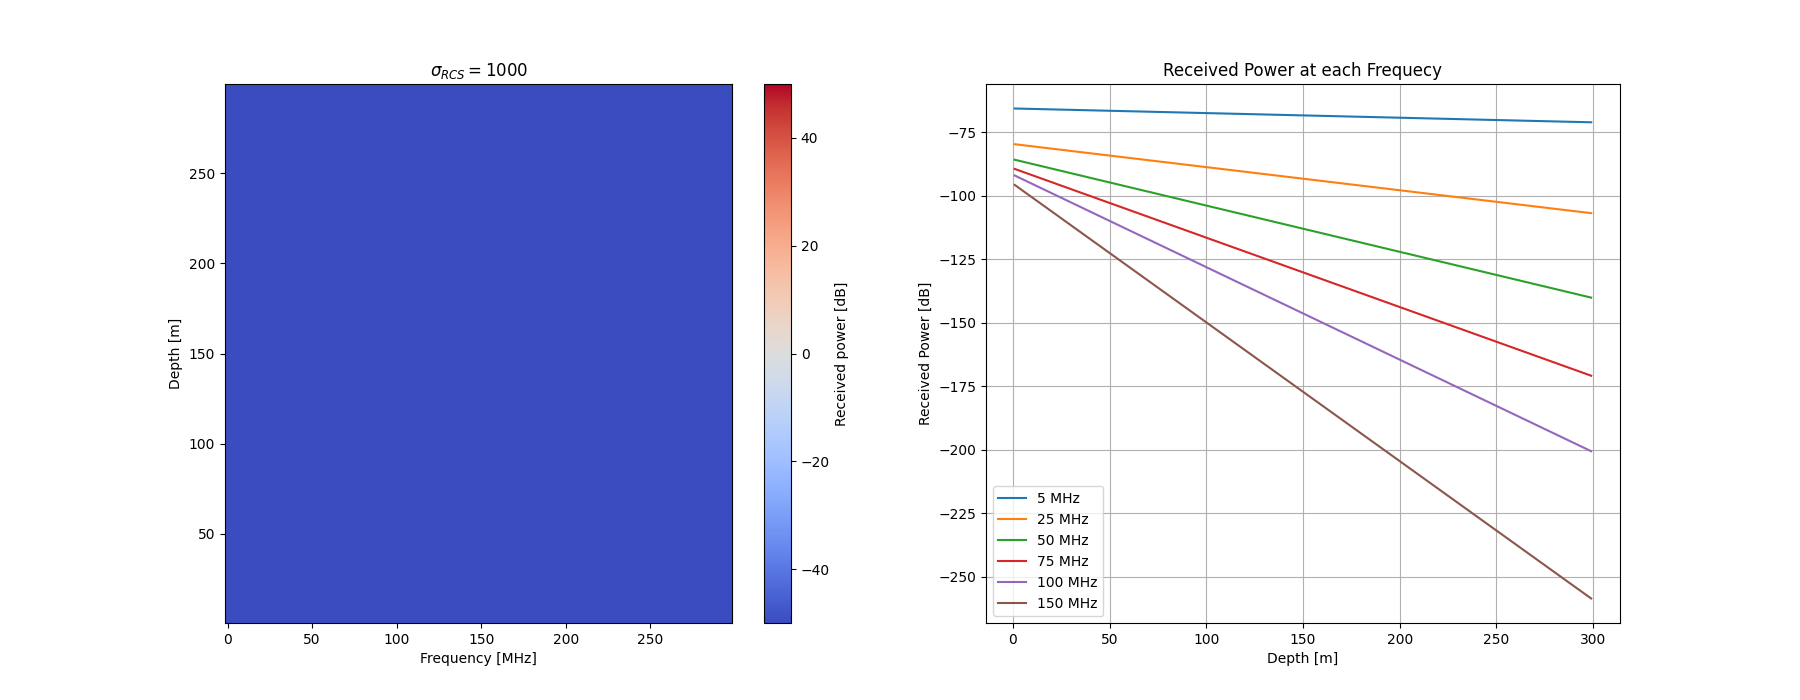 σRCS = 1000
250
200
150
100
50
Depth [m]
0 50 100 150 200 250
Frequency [MHz]
40
20
0
−20
−40
Received power [dB]
Received Power at each Frequecy
−75
−100
−125
−150
−175
−200
−225
−250
Received Power [dB]
5 MHz
25 MHz
50 MHz
75 MHz
100 MHz
150 MHz
0 50 100 150 200 250 300
Depth [m]